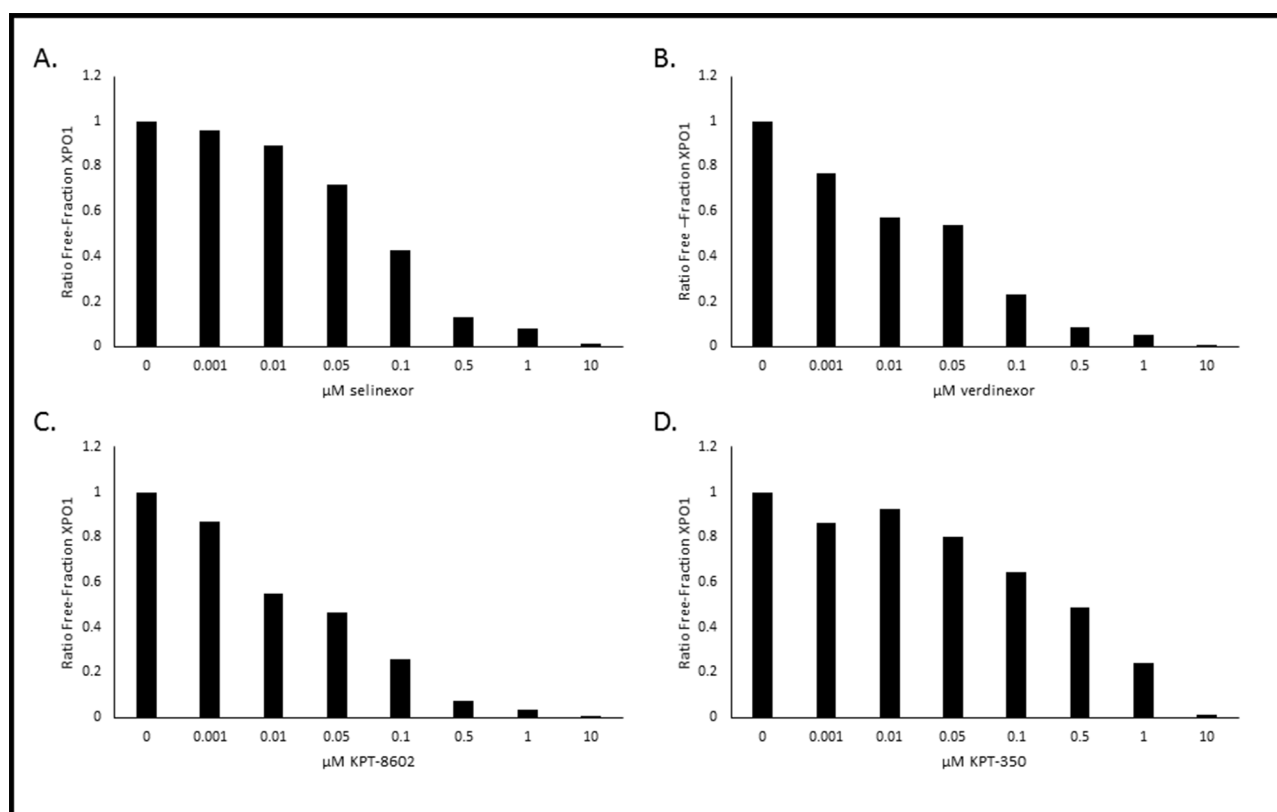 A.
1.2
1
0.8
0.6
0.4
0.2
0
Ratio Free-Fraction XPO1
0 0.001 0.01 0.05 0.1 0.5 1 10
µM selinexor
B.
1.2
1
0.8
0.6
0.4
0.2
0
Ratio Free –Fraction XPO1
0 0.001 0.01 0.05 0.1 0.5 1 10
µM verdinexor
C.
1.2
1
0.8
0.6
0.4
0.2
0
Ratio Free-Fraction XPO1
0 0.001 0.01 0.05 0.1 0.5 1 10
µM KPT-8602
D.
1.2
1
0.8
0.6
0.4
0.2
0
Ratio Free-Fraction XPO1
0 0.001 0.01 0.05 0.1 0.5 1 10
µM KPT-350